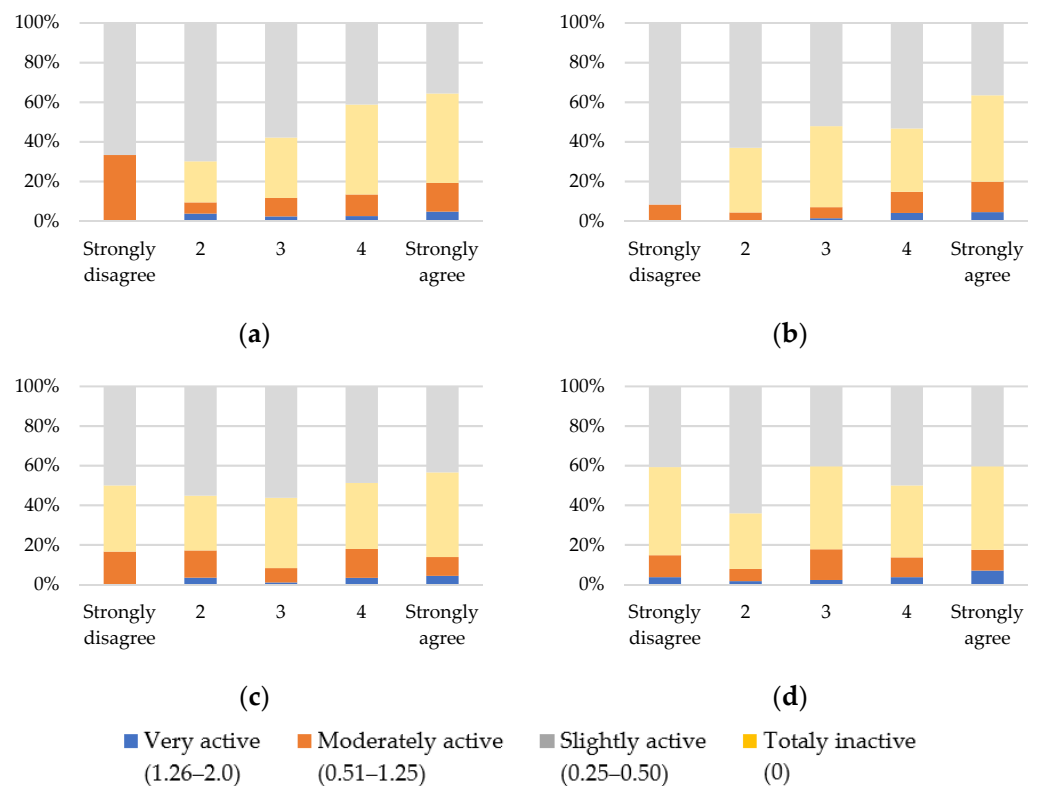 100% 100%
80% 80%
60% 60%
40% 40%
20% 20%
0% 0%
Strongly 2 3 4 Strongly Strongly 2 3 4 Strongly
disagree agree disagree agree
(a) (b)
100% 100%
80% 80%
60% 60%
40% 40%
20% 20%
0% 0%
Strongly 2 3 4 Strongly Strongly 2 3 4 Strongly
disagree agree disagree agree
(c) (d)
Very active Moderately active Slightly active Totaly inactive
(1.26–2.0) (0.51–1.25) (0.25–0.50) (0)